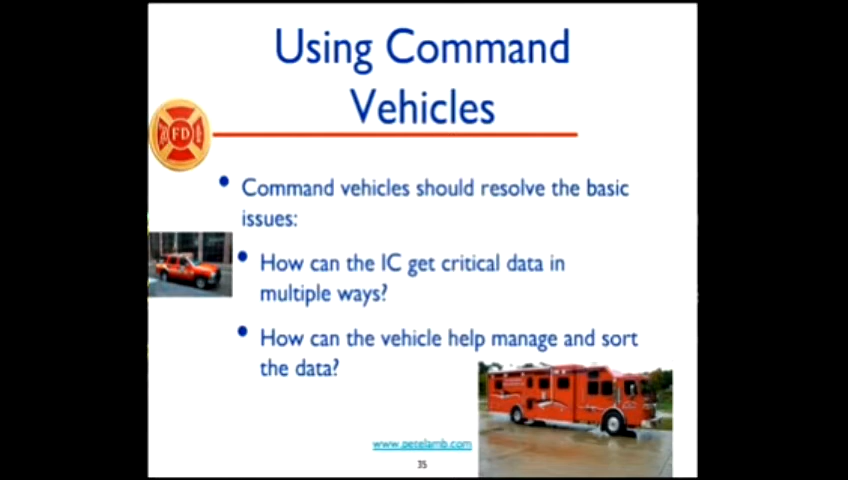 Using Command
Vehicles
FD
• Command vehicles should resolve the basic
issues:
• How can the IC get critical data in
multiple ways?
• How can the vehicle help manage and sort
the data?
www.petelamb.com
35